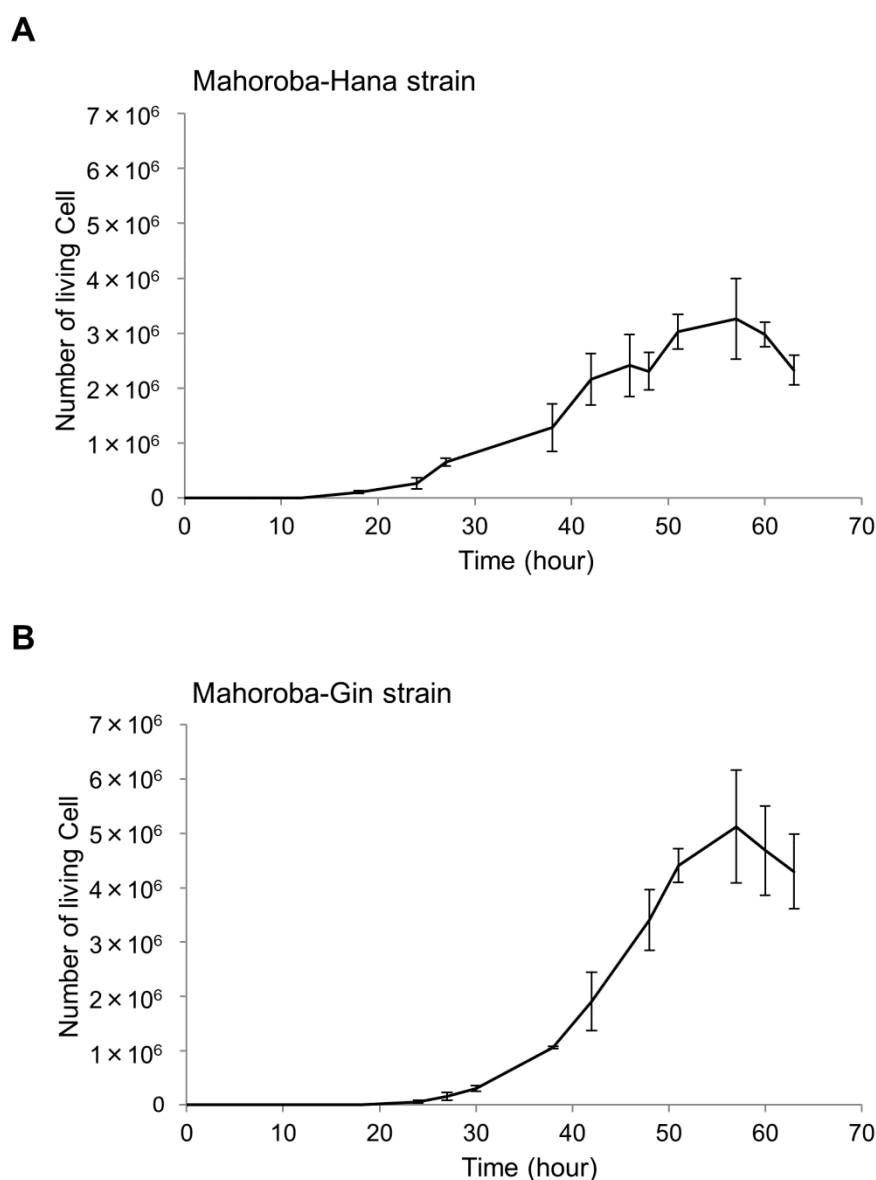 A
Mahoroba-Hana strain
7 × 10⁶
6 × 10⁶
5 × 10⁶
4 × 10⁶
3 × 10⁶
2 × 10⁶
1 × 10⁶
0
Number of living Cell
0 10 20 30 40 50 60 70
Time (hour)
B
Mahoroba-Gin strain
7 × 10⁶
6 × 10⁶
5 × 10⁶
4 × 10⁶
3 × 10⁶
2 × 10⁶
1 × 10⁶
0
Number of living Cell
0 10 20 30 40 50 60 70
Time (hour)